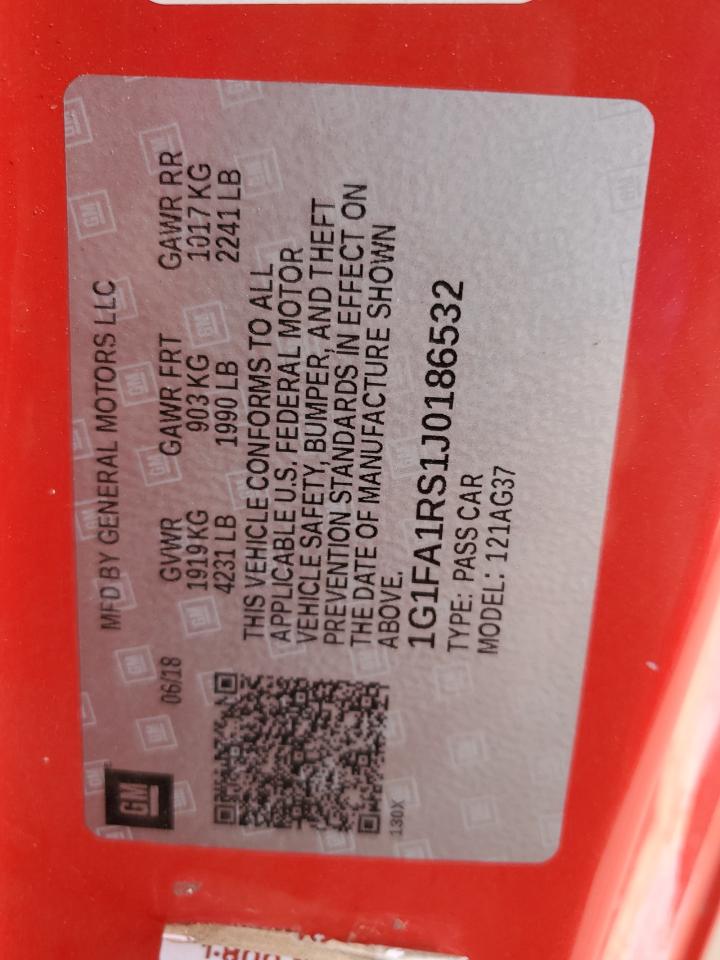 GM
MFD BY GENERAL MOTORS LLC
06/18 GVWR GAWR FRT GAWR RR
1919 KG 903 KG 1017 KG
4231 LB 1990 LB 2241 LB
THIS VEHICLE CONFORMS TO ALL
APPLICABLE U.S. FEDERAL MOTOR
VEHICLE SAFETY, BUMPER, AND THEFT
PREVENTION STANDARDS IN EFFECT ON
THE DATE OF MANUFACTURE SHOWN
ABOVE.
1G1FA1RS1J0186532
TYPE: PASS CAR
MODEL: 121AG37
130X